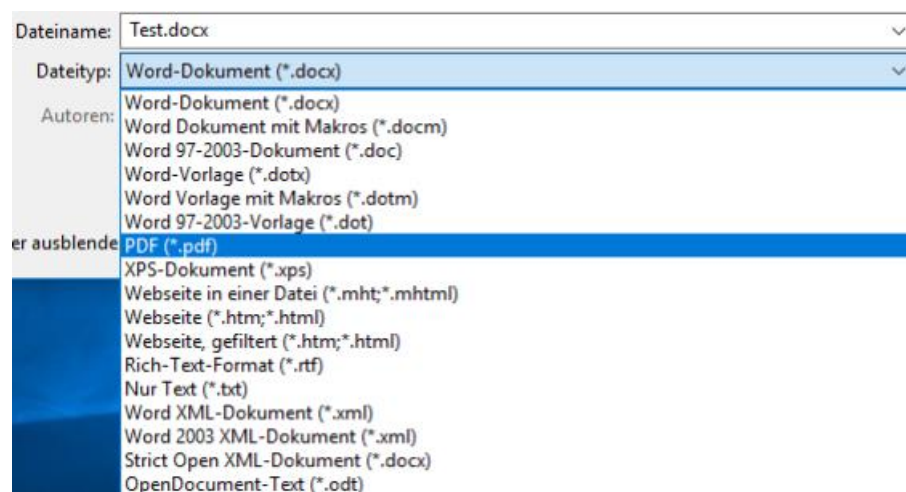 Dateiname: Test.docx
Dateityp: Word-Dokument (*.docx)
Autoren:
Word-Dokument (*.docx)
Word Dokument mit Makros (*.docm)
Word 97-2003-Dokument (*.doc)
Word-Vorlage (*.dotx)
Word Vorlage mit Makros (*.dotm)
Word 97-2003-Vorlage (*.dot)
er ausblende PDF (*.pdf)
XPS-Dokument (*.xps)
Webseite in einer Datei (*.mht;*.mhtml)
Webseite (*.htm;*.html)
Webseite, gefiltert (*.htm;*.html)
Rich-Text-Format (*.rtf)
Nur Text (*.txt)
Word XML-Dokument (*.xml)
Word 2003 XML-Dokument (*.xml)
Strict Open XML-Dokument (*.docx)
OpenDocument-Text (*.odt)